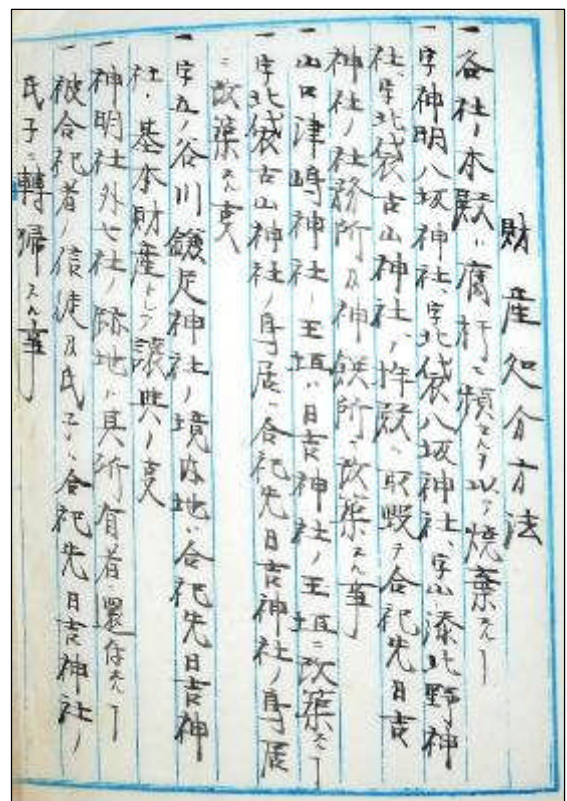 財産処分方法
一各社ノ本殿ハ腐朽ニ頻セルヲ以テ焼棄スルヿ
一字神明八坂神社、字北袋八坂神社、字山添北野神
社、字北袋古山神社ノ拝殿ハ取毀チ合祀先日吉
神社ノ社務所及神饌所ニ改築スル事
一山口津嶋神社ノ玉垣ハ日吉神社ノ玉垣ニ改築スルヿ
一字北袋古山神社ノ鳥居ハ合祀先日吉神社ノ鳥居
ニ改築スル事
一字五ノ谷川鎌足神社ノ境内地ハ合祀先日吉神
社ノ基本財産トシテ譲与ノ事
一神明社外七社ノ跡地ハ其所有者還付スルヿ
一被合祀者ノ信徒及氏子ハ合祀先日吉神社ノ
氏子ニ轉帰スル事